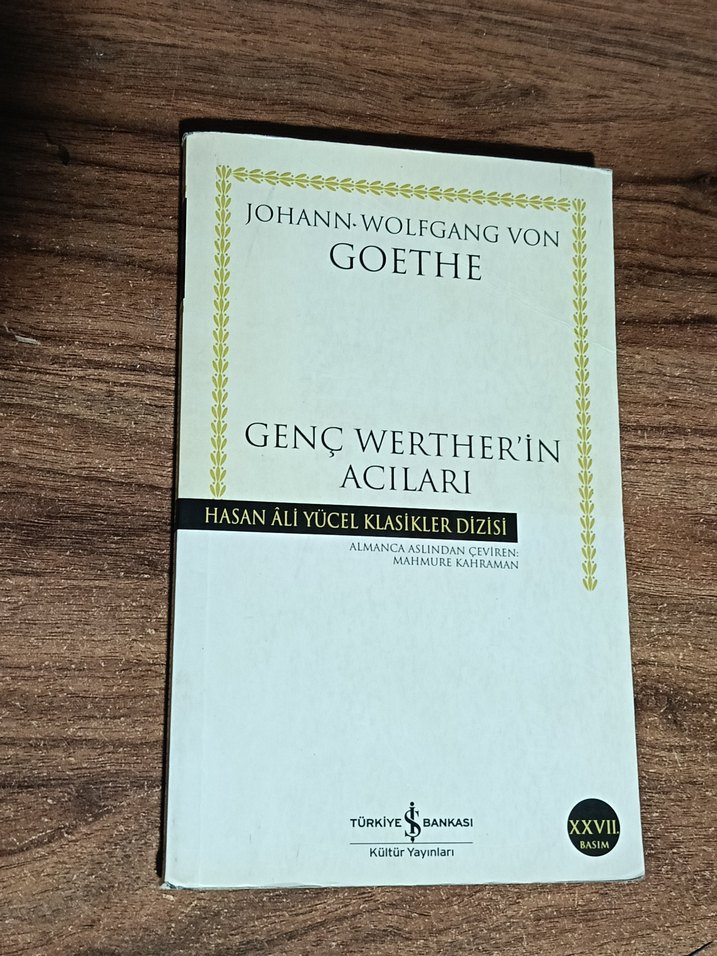 JOHANN WOLFGANG VON
GOETHE
GENÇ WERTHER'İN
ACILARI
HASAN ÂLİ YÜCEL KLASİKLER DİZİSİ
ALMANCA ASLINDAN ÇEVİREN:
MAHMURE KAHRAMAN
TÜRKİYE İŞ BANKASI
Kültür Yayınları
XXVII.
BASIM